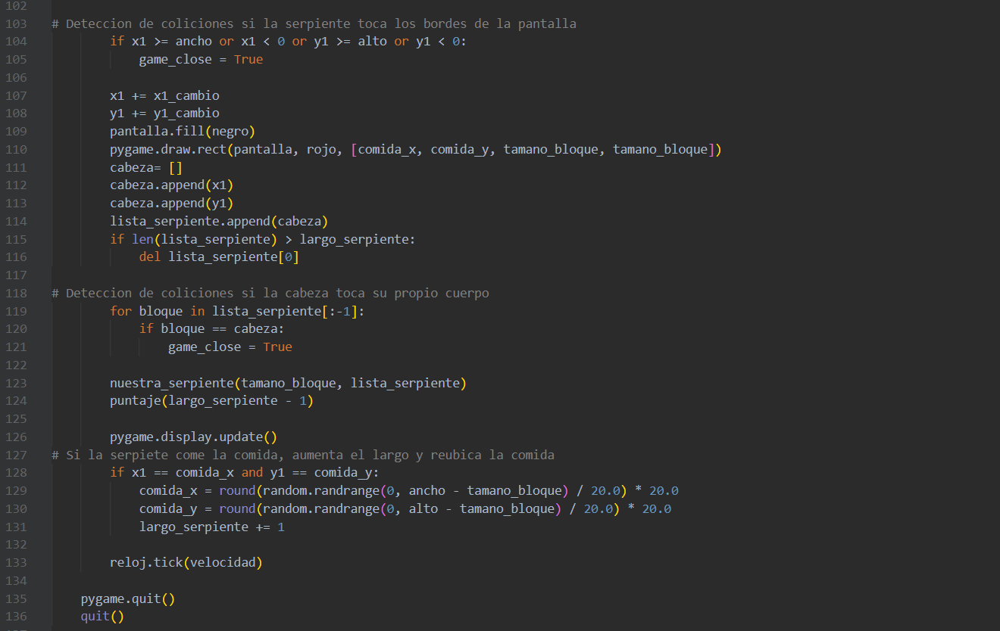 102
103 # Deteccion de coliciones si la serpiente toca los bordes de la pantalla
104 if x1 >= ancho or x1 < 0 or y1 >= alto or y1 < 0:
105 game_close = True
106
107 x1 += x1_cambio
108 y1 += y1_cambio
109 pantalla.fill(negro)
110 pygame.draw.rect(pantalla, rojo, [comida_x, comida_y, tamano_bloque, tamano_bloque])
111 cabeza= []
112 cabeza.append(x1)
113 cabeza.append(y1)
114 lista_serpiente.append(cabeza)
115 if len(lista_serpiente) > largo_serpiente:
116 del lista_serpiente[0]
117
118 # Deteccion de coliciones si la cabeza toca su propio cuerpo
119 for bloque in lista_serpiente[:-1]:
120 if bloque == cabeza:
121 game_close = True
122
123 nuestra_serpiente(tamano_bloque, lista_serpiente)
124 puntaje(largo_serpiente - 1)
125
126 pygame.display.update()
127 # Si la serpiete come la comida, aumenta el largo y reubica la comida
128 if x1 == comida_x and y1 == comida_y:
129 comida_x = round(random.randrange(0, ancho - tamano_bloque) / 20.0) * 20.0
130 comida_y = round(random.randrange(0, alto - tamano_bloque) / 20.0) * 20.0
131 largo_serpiente += 1
132
133 reloj.tick(velocidad)
134
135 pygame.quit()
136 quit()